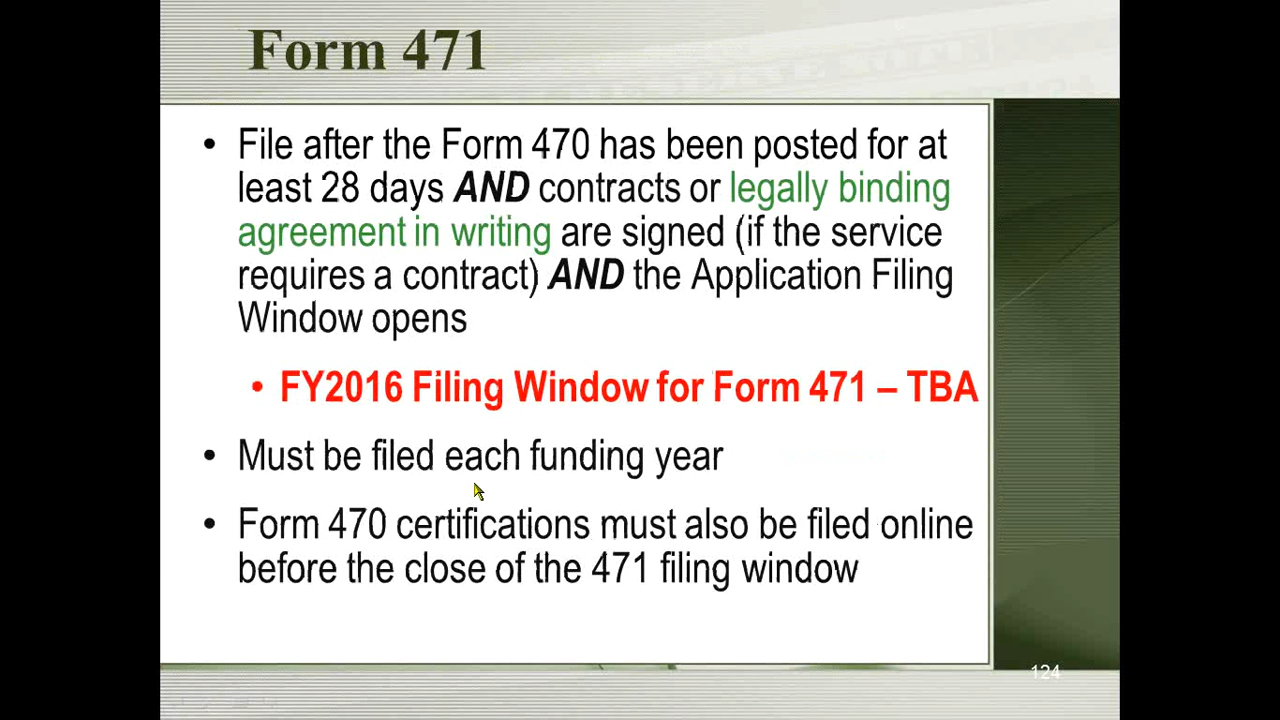 Form 471
• File after the Form 470 has been posted for at
least 28 days AND contracts or legally binding
agreement in writing are signed (if the service
requires a contract) AND the Application Filing
Window opens
• FY2016 Filing Window for Form 471 – TBA
• Must be filed each funding year
• Form 470 certifications must also be filed online
before the close of the 471 filing window
124